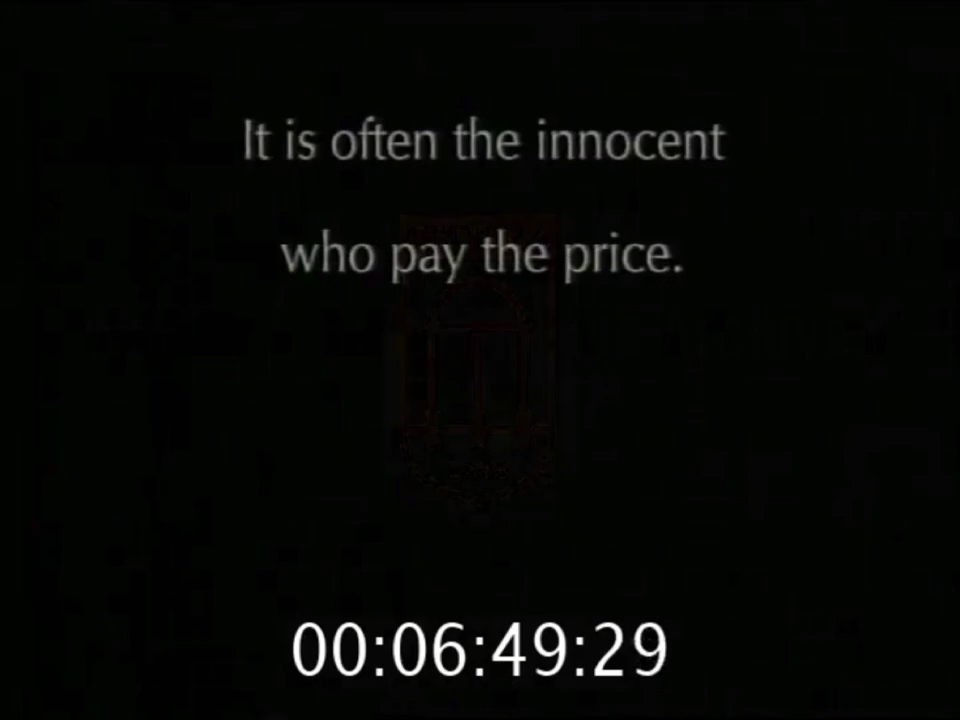 It is often the innocent
who pay the price.
00:06:49:29